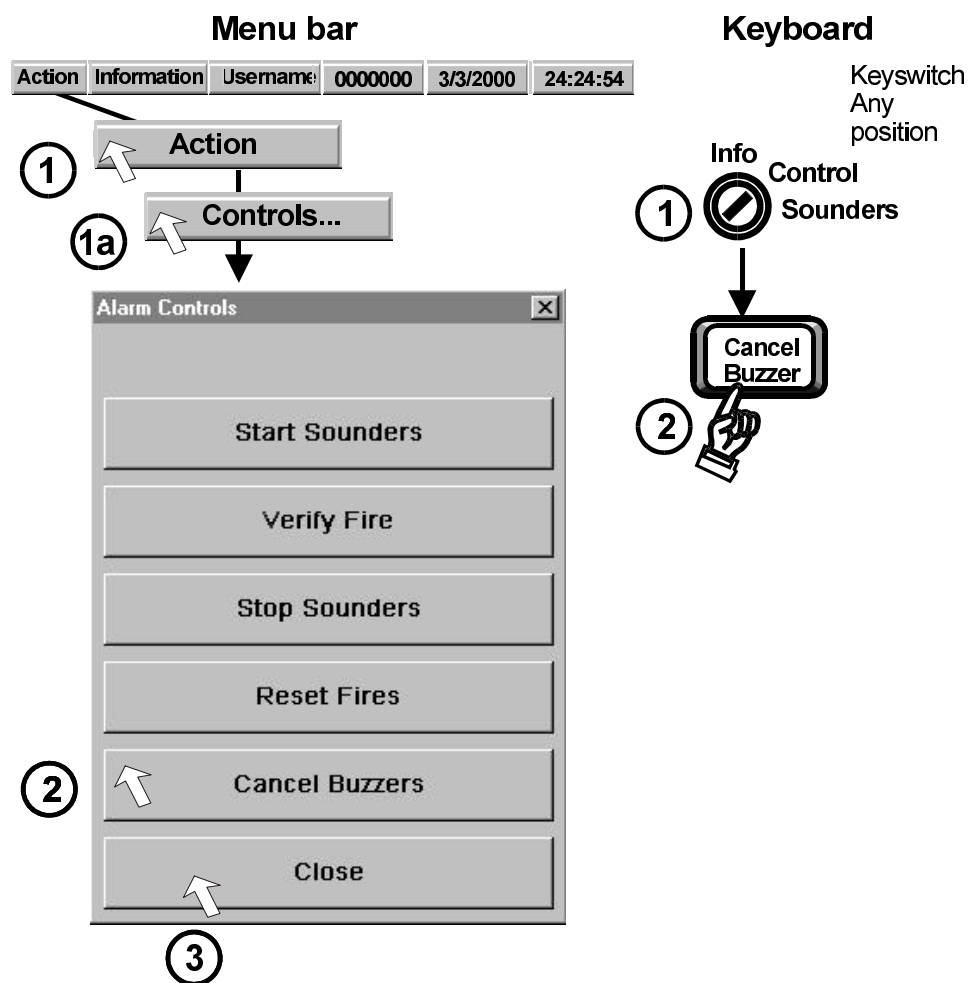 Menu bar
Keyboard
Action Information Username 0000000 3/3/2000 24:24:54
Keyswitch
Any
position
1
Action
1a
Controls...
Info
Control
Sounders
1
Cancel
Buzzer
2
Alarm Controls
Start Sounders
Verify Fire
Stop Sounders
Reset Fires
2
Cancel Buzzers
Close
3